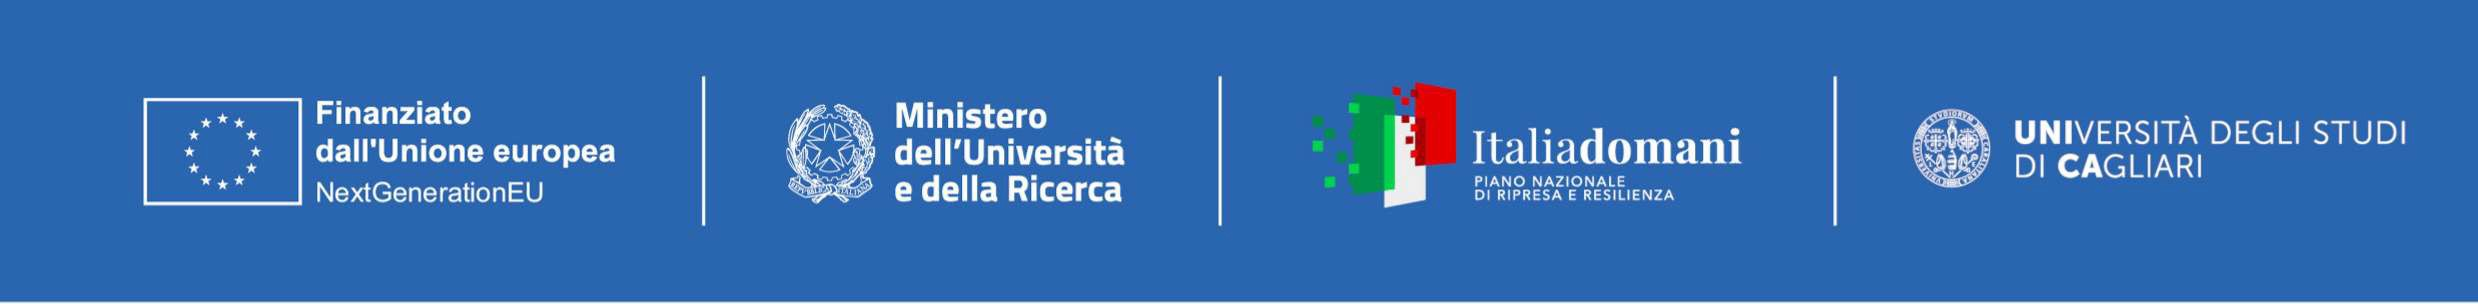 Finanziato
dall'Unione europea
NextGenerationEU
Ministero
dell'Università
e della Ricerca
Italiadomani
PIANO NAZIONALE
DI RIPRESA E RESILIENZA
UNIVERSITÀ DEGLI STUDI
DI CAGLIARI